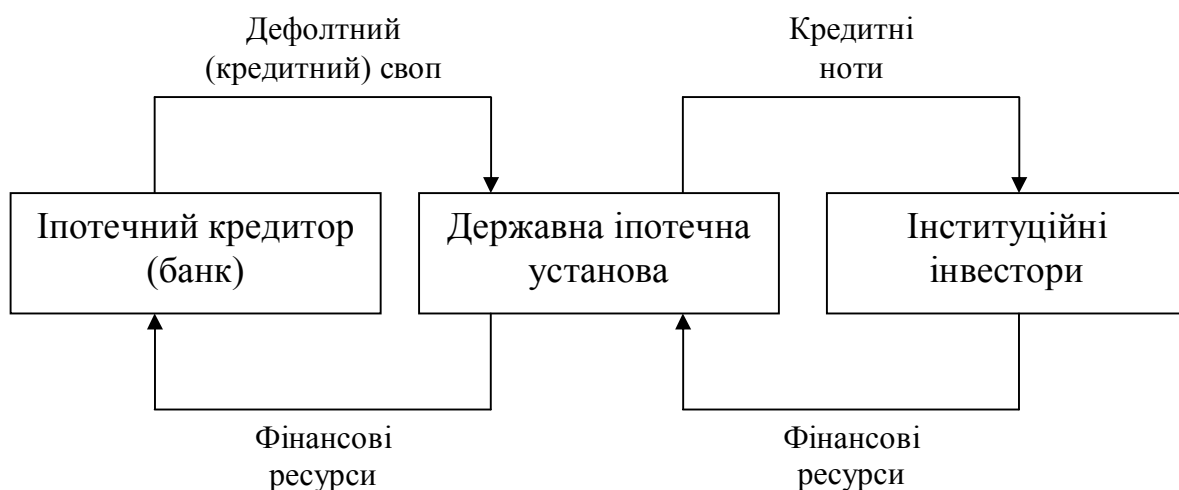 Дефолтний
(кредитний) своп
Кредитні
ноти
Іпотечний кредитор
(банк)
Державна іпотечна
установа
Інституційні
інвестори
Фінансові
ресурси
Фінансові
ресурси